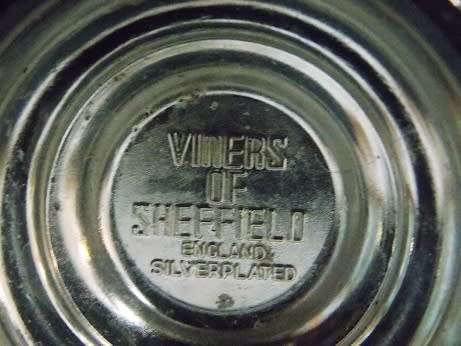 VINERS
OF
SHEFFIELD
ENGLAND
SILVERPLATED